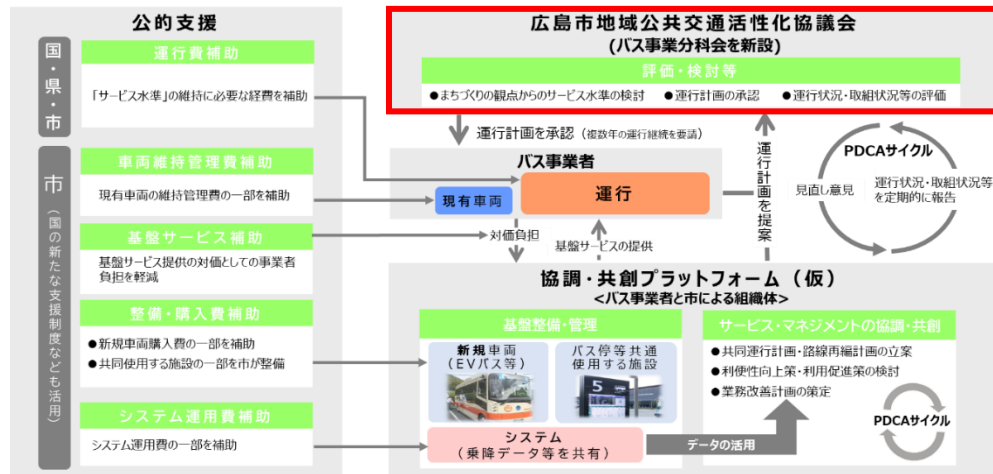 公的支援
国・県・市
運行費補助
「サービス水準」の維持に必要な経費を補助
市
(国の新たな支援制度なども活用)
車両維持管理費補助
現有車両の維持管理費の一部を補助
基盤サービス補助
基盤サービス提供の対価としての事業者
負担を軽減
整備・購入費補助
●新規車両購入費の一部を補助
●共同使用する施設の一部を市が整備
システム運用費補助
システム運用費の一部を補助
広島市地域公共交通活性化協議会
(バス事業分科会を新設)
評価・検討等
●まちづくりの観点からのサービス水準の検討 ●運行計画の承認 ●運行状況・取組状況等の評価
運行計画を承認(複数年の運行継続を要請)
バス事業者
現有車両
運行
対価負担
基盤サービスの提供
運行計画を提案
PDCAサイクル
見直し意見
運行状況・取組状況等
を定期的に報告
協調・共創プラットフォーム(仮)
<バス事業者と市による組織体>
基盤整備・管理
新規車両
(EVバス等)
バス停等共通
使用する施設
5
システム
(乗降データ等を共有)
データの活用
サービス・マネジメントの協調・共創
●共同運行計画・路線再編計画の立案
●利便性向上策・利用促進策の検討
●業務改善計画の策定
PDCAサイクル